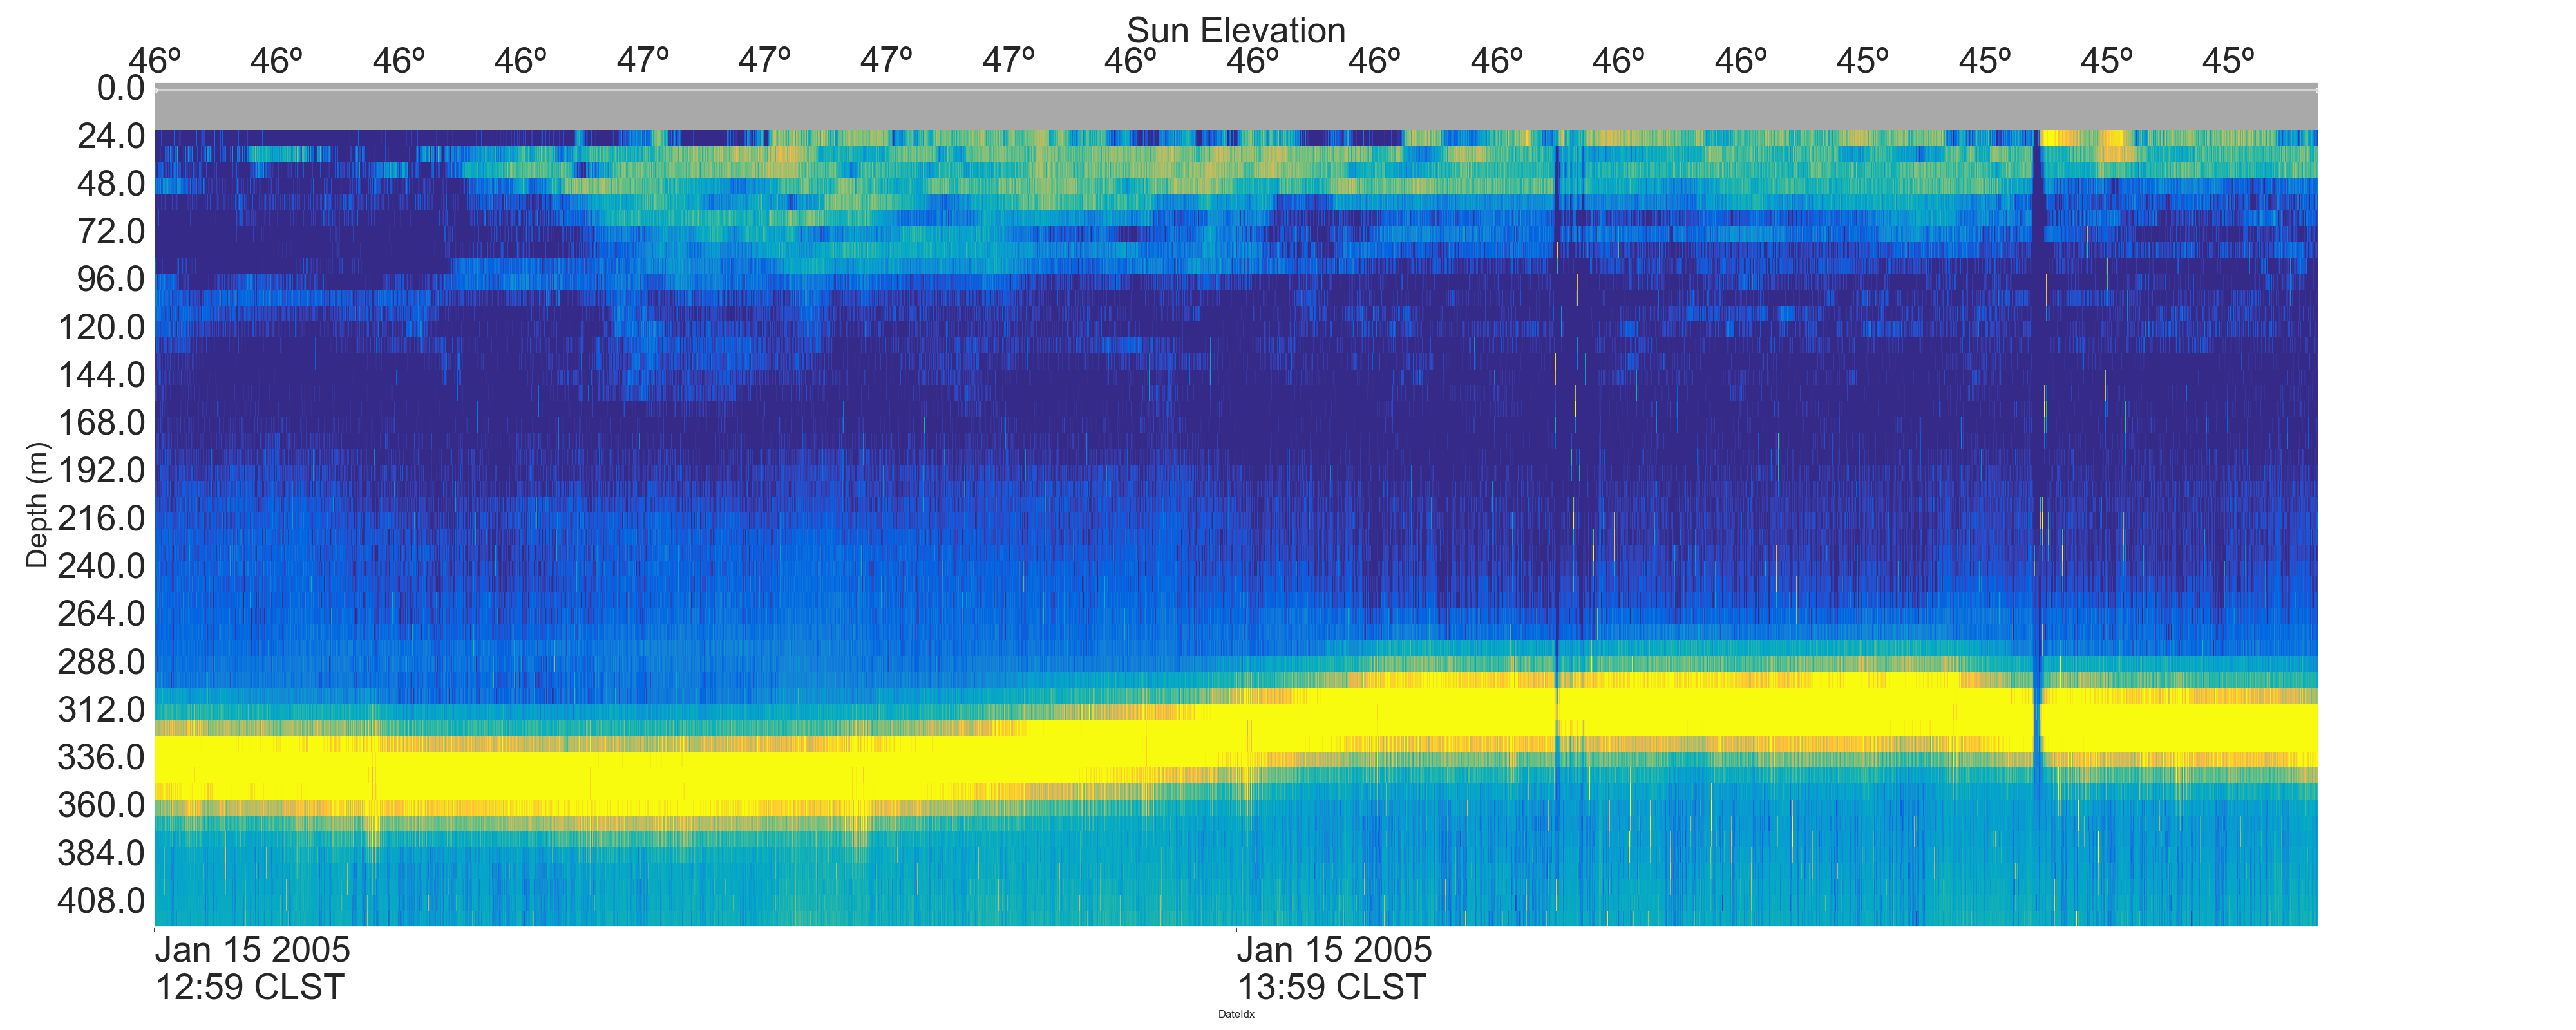 Sun Elevation
46º 46º 46º 46º 47º 47º 47º 47º 46º 46º 46º 46º 46º 46º 45º 45º 45º 45º
0.0
24.0
48.0
72.0
96.0
120.0
144.0
168.0
192.0
216.0
240.0
264.0
288.0
312.0
336.0
360.0
384.0
408.0
Depth (m)
Jan 15 2005
12:59 CLST
Jan 15 2005
13:59 CLST
DateIdx